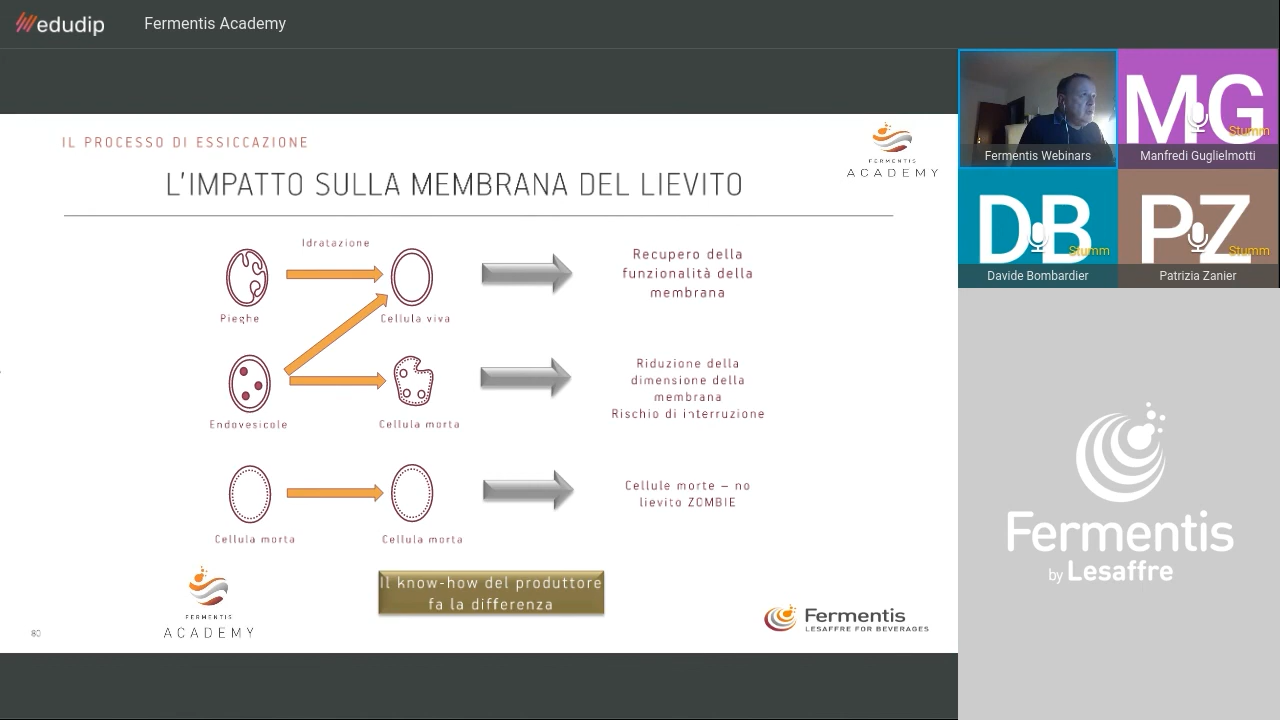 edudip
Fermentis Academy
IL PROCESSO DI ESSICCAZIONE
FERMENTIS
ACADEMY
L'IMPATTO SULLA MEMBRANA DEL LIEVITO
Idratazione
Pieghe
Cellula viva
Recupero della
funzionalità della
membrana
Endovesicole
Cellula morta
Riduzione della
dimensione della
membrana
Rischio di interruzione
Cellula morta
Cellula morta
Cellule morte – no
lievito ZOMBIE
Il know-how del produttore
fa la differenza
FERMENTIS
ACADEMY
Fermentis
LESAFFRE FOR BEVERAGES
80
Fermentis Webinars
MG
Stumm
Manfredi Guglielmotti
DB
Stumm
Davide Bombardier
PZ
Stumm
Patrizia Zanier
Fermentis
by Lesaffre